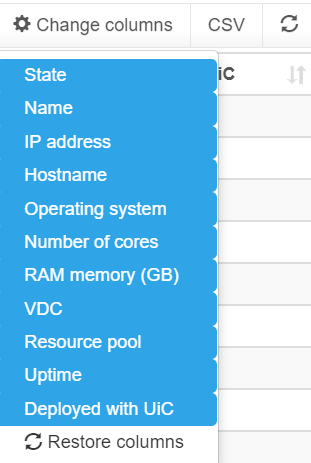 Change columns CSV
iC
State
Name
IP address
Hostname
Operating system
Number of cores
RAM memory (GB)
VDC
Resource pool
Uptime
Deployed with UiC
Restore columns